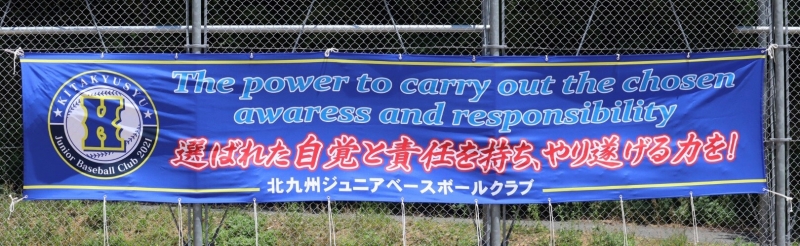 KITAKYUSYU
K
Junior Baseball Club 2021
The power to carry out the chosen
awaress and responsibility
選ばれた自覚と責任を持ち、やり遂げる力を!
北九州ジュニアベースボールクラブ